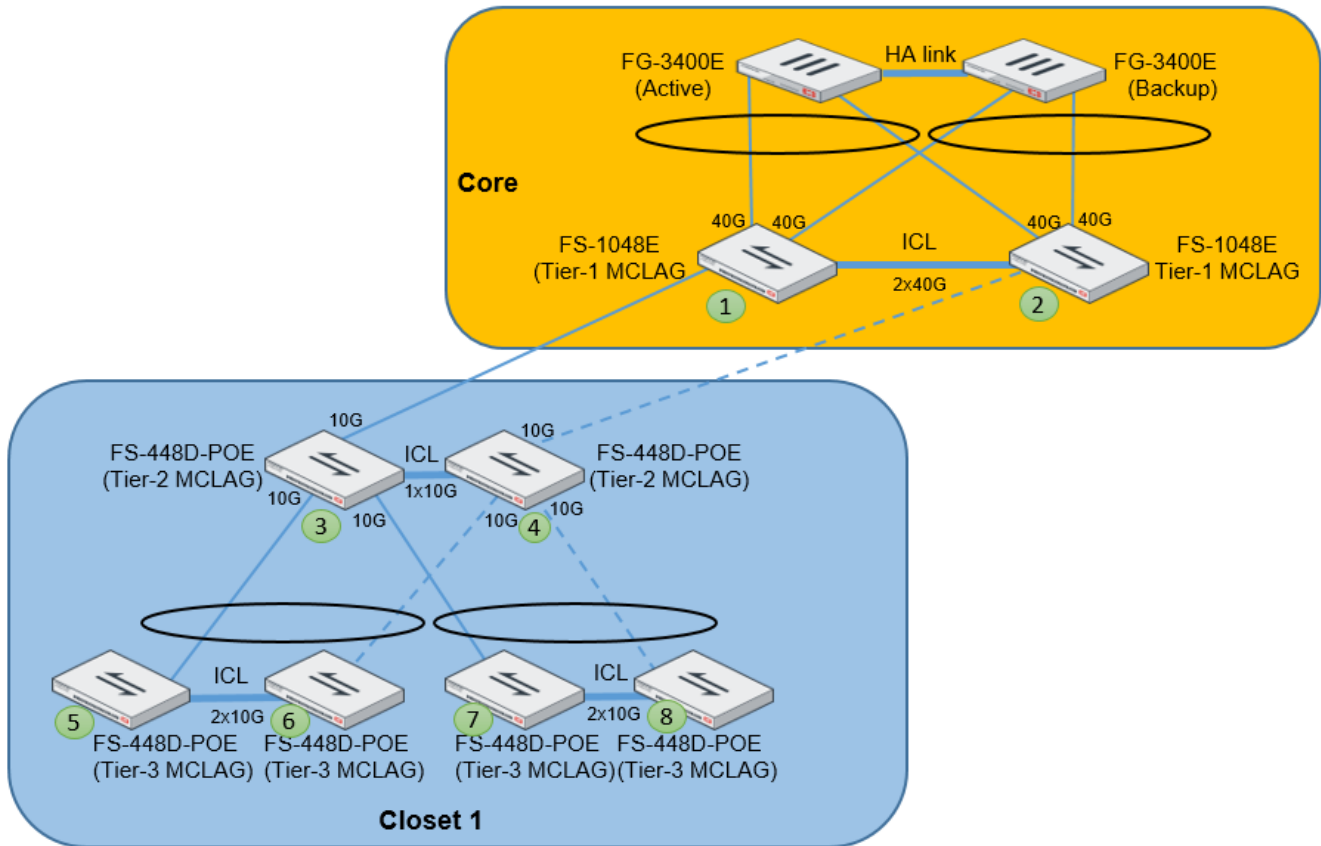 HA link
FG-3400E
(Active)
FG-3400E
(Backup)
Core
40G
40G
40G
40G
FS-1048E
(Tier-1 MCLAG
ICL
2x40G
FS-1048E
Tier-1 MCLAG
1
2
10G
10G
FS-448D-POE
(Tier-2 MCLAG)
ICL
1x10G
FS-448D-POE
(Tier-2 MCLAG)
10G
10G
10G
10G
3
4
ICL
2x10G
ICL
2x10G
5
6
7
8
FS-448D-POE
(Tier-3 MCLAG)
FS-448D-POE
(Tier-3 MCLAG)
FS-448D-POE
(Tier-3 MCLAG)
FS-448D-POE
(Tier-3 MCLAG)
Closet 1